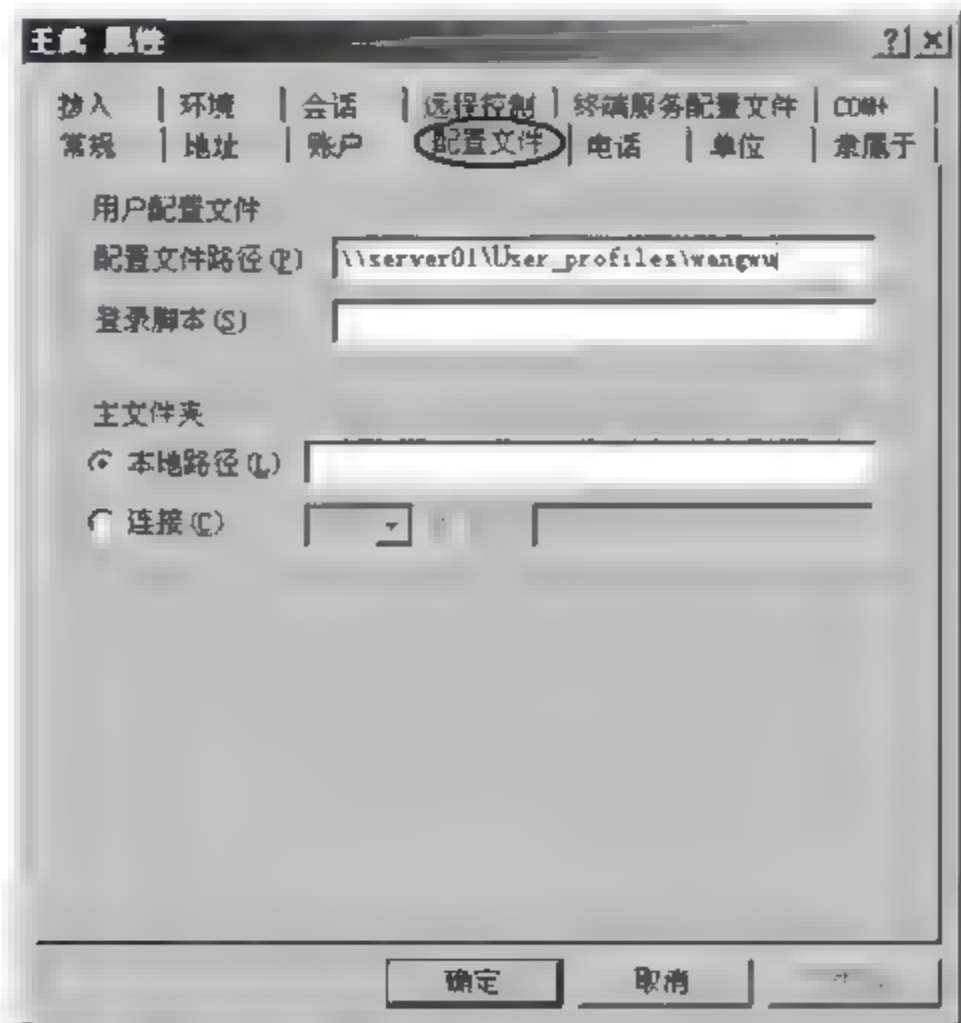 王武 属性
拨入 环境 会话 远程控制 终端服务配置文件 COM+
常规 地址 账户 配置文件 电话 单位 隶属于
用户配置文件
配置文件路径(P) \\server01\User_profiles\wangwu
登录脚本(S)
主文件夹
本地路径(L)
连接(C)
确定 取消